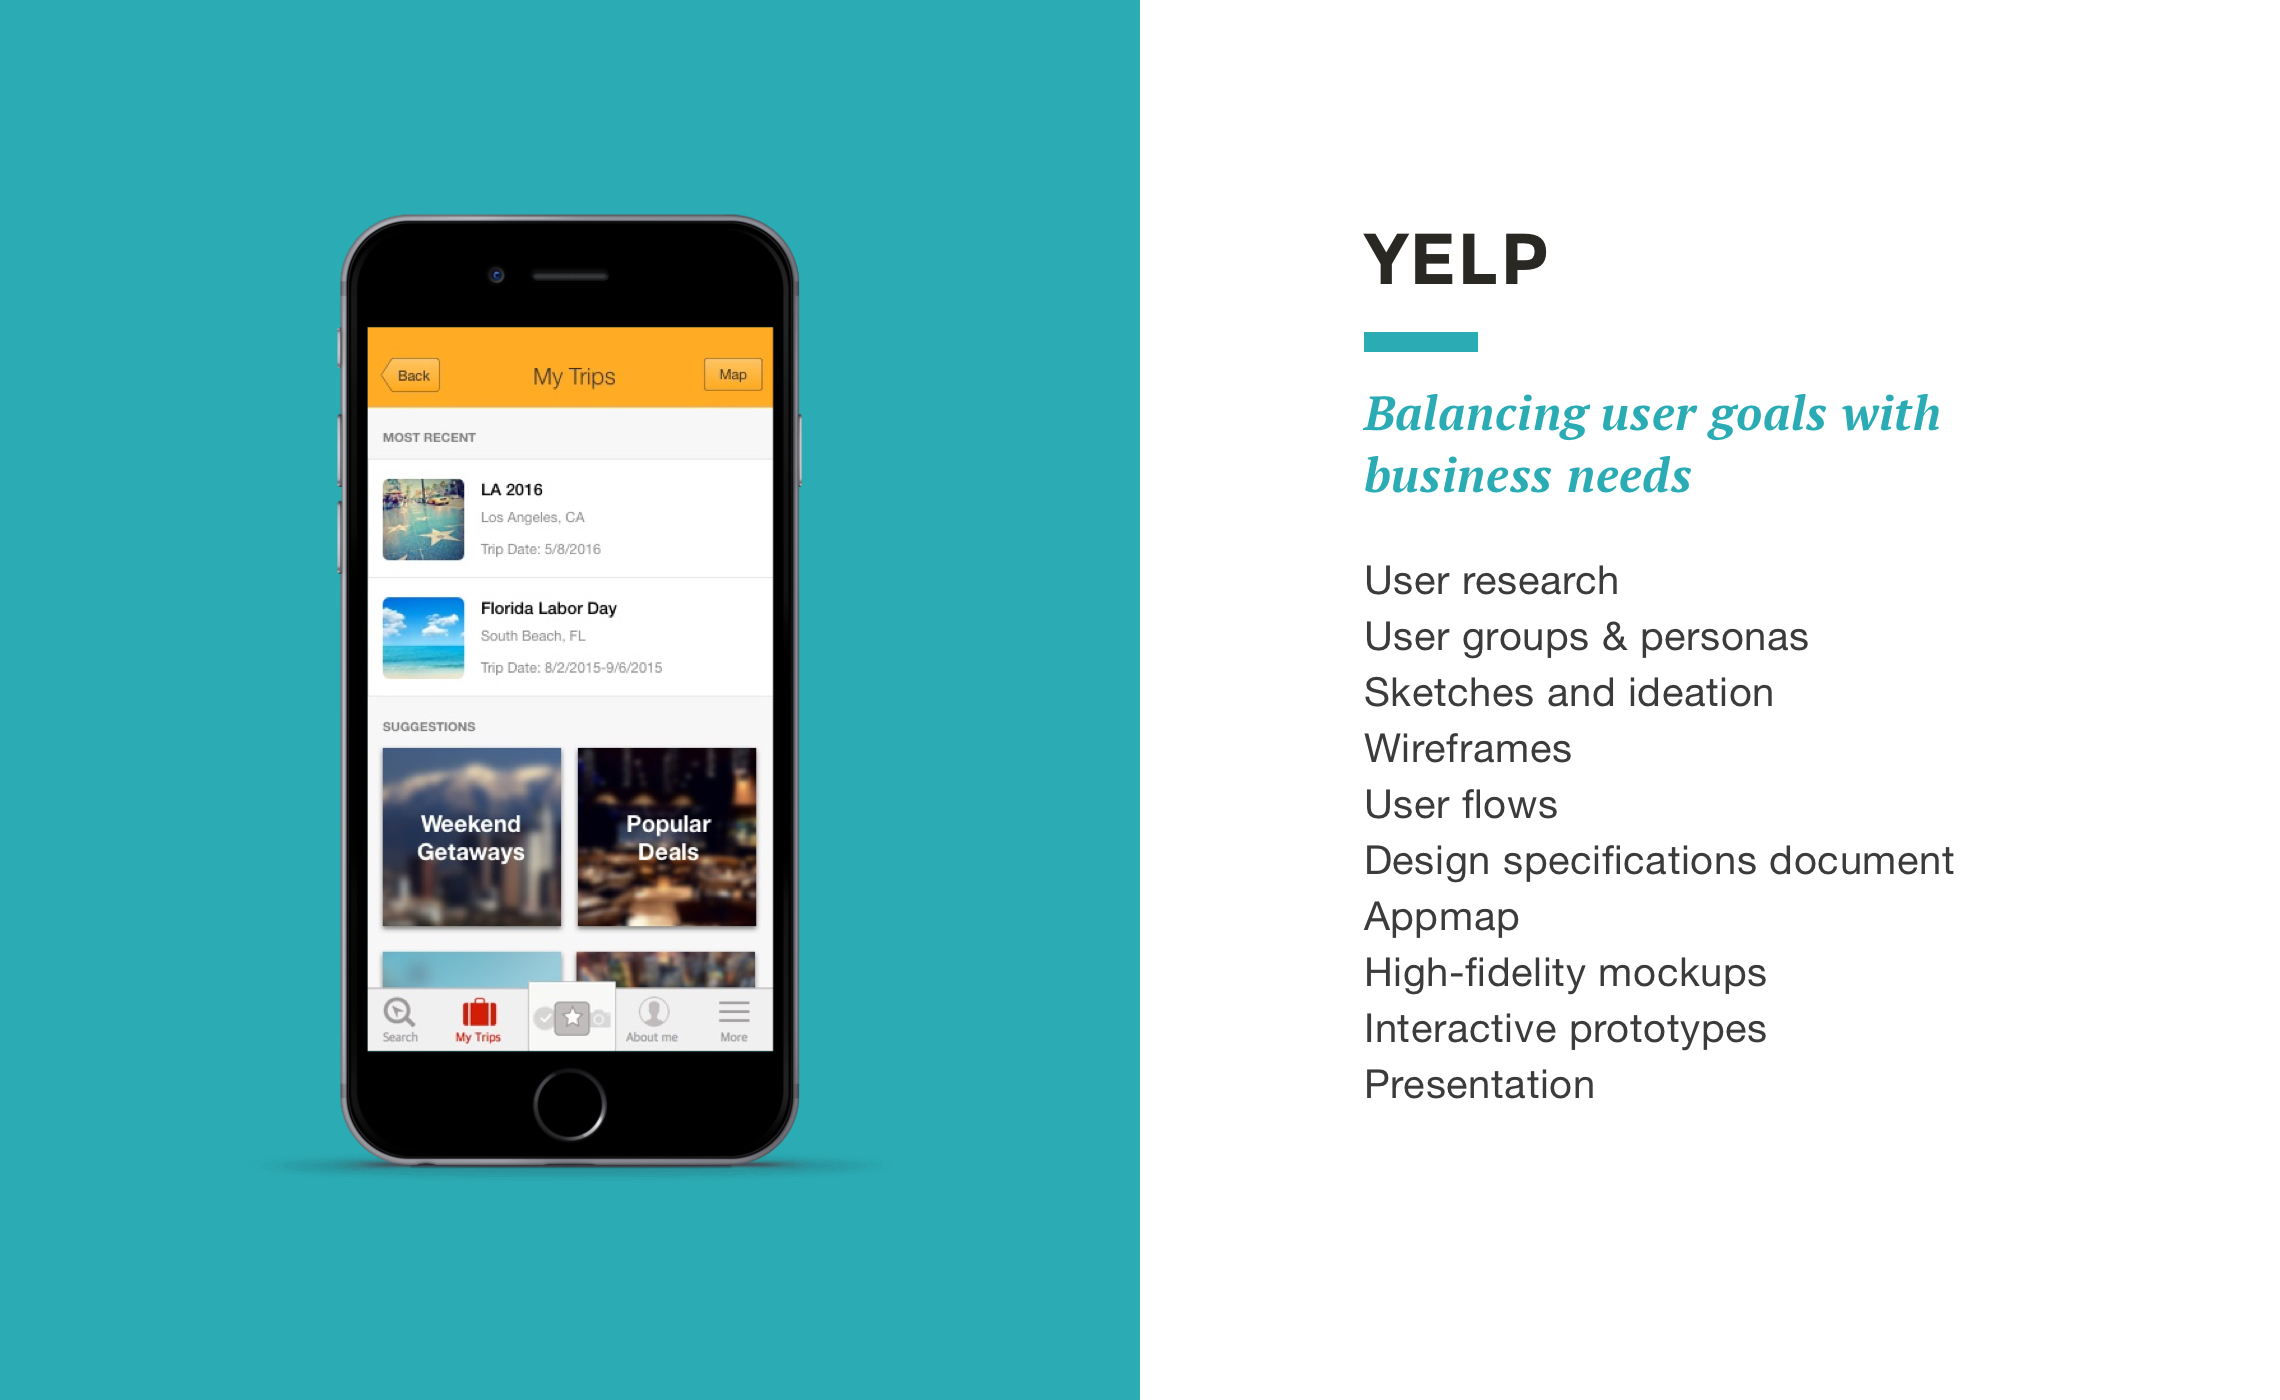 Back
My Trips
Map
MOST RECENT
LA 2016
Los Angeles, CA
Trip Date: 5/8/2016
Florida Labor Day
South Beach, FL
Trip Date: 8/2/2015-9/6/2015
SUGGESTIONS
Weekend
Getaways
Popular
Deals
Search
My Trips
About me
More
YELP
Balancing user goals with
business needs
User research
User groups & personas
Sketches and ideation
Wireframes
User flows
Design specifications document
Appmap
High-fidelity mockups
Interactive prototypes
Presentation